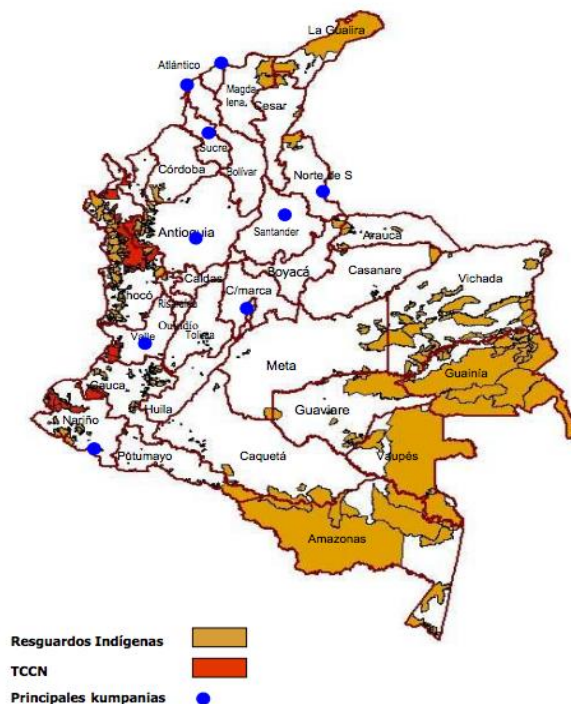 La Guajira
Atlántico
Magda
lena.
Cesar
Sucre
Córdoba
Bolívar
Norte de S
Antioquia
Santander
Arauca
Boyacá
Casanare
Vichada
Caldas
Chocó
C/marca
Quindío
Tolima
Valle
Meta
Guainía
Cauca
Huila
Guaviare
Nariño
Putumayo
Caquetá
Vaupés
Amazonas
Resguardos Indígenas
TCCN
Principales kumpanias